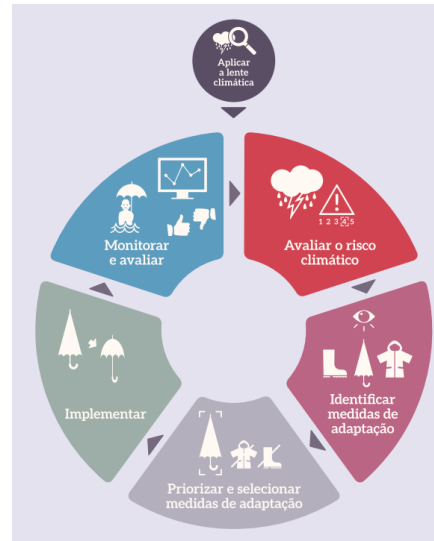 Aplicar
a lente
climática
Monitorar
e avaliar
1 2 3 4 5
Avaliar o risco
climático
Implementar
Identificar
medidas de
adaptação
Priorizar e selecionar
medidas de adaptação